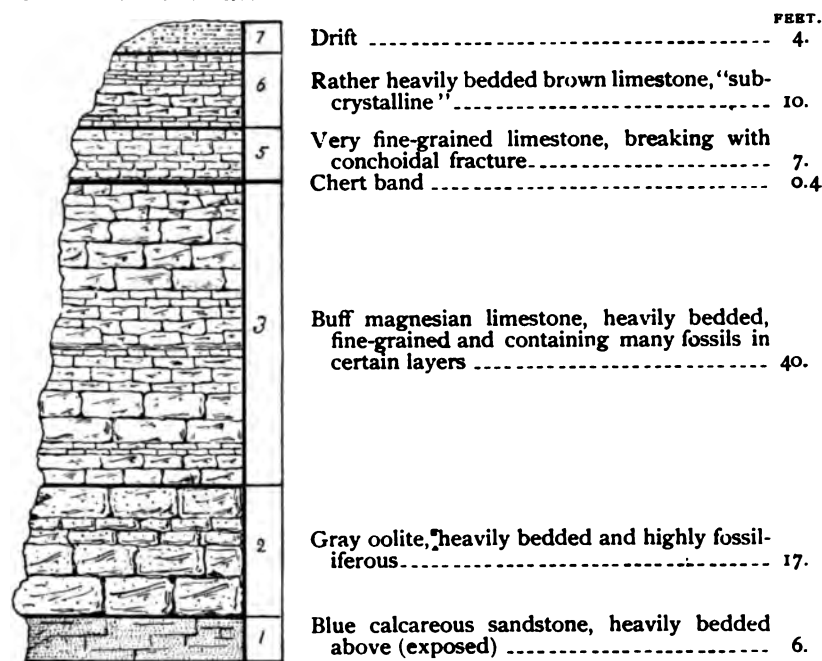 FEET.
7 Drift 4.
6 Rather heavily bedded brown limestone, "sub-
crystalline" 10.
5 Very fine-grained limestone, breaking with
conchoidal fracture 7.
Chert band 0.4
3 Buff magnesian limestone, heavily bedded,
fine-grained and containing many fossils in
certain layers 40.
2 Gray oolite, heavily bedded and highly fossil-
iferous 17.
1 Blue calcareous sandstone, heavily bedded
above (exposed) 6.